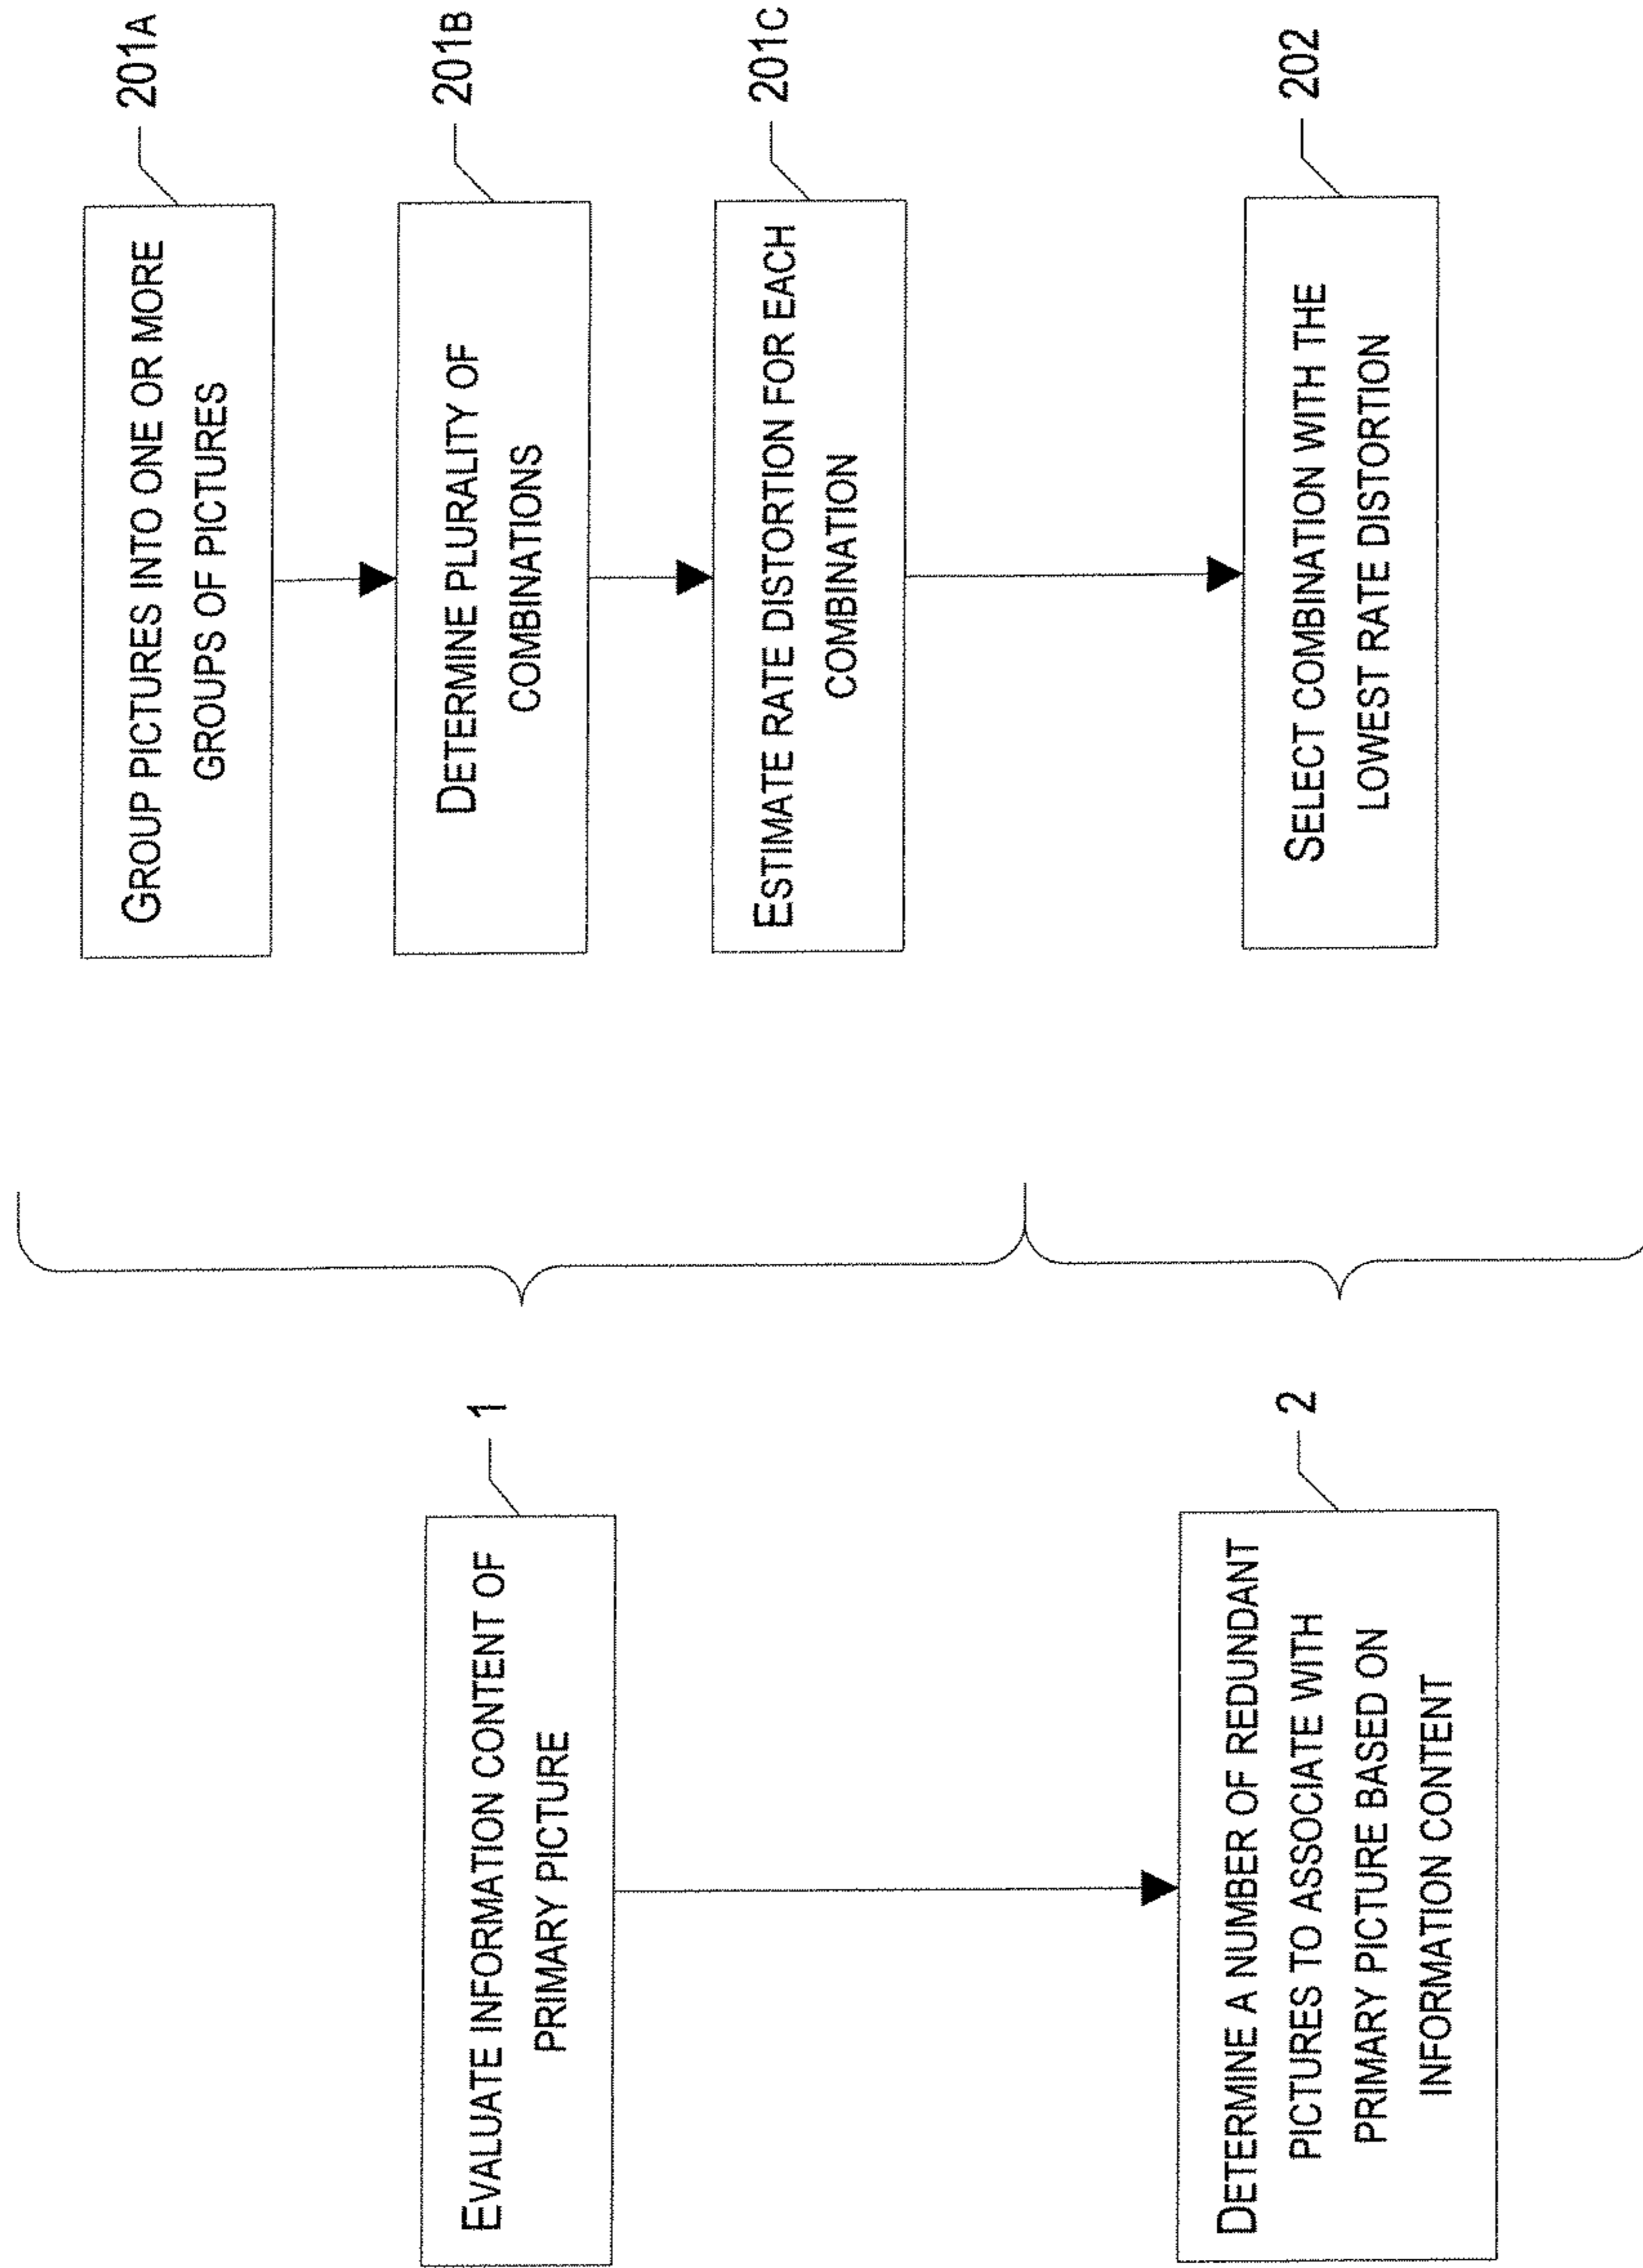 EVALUATE INFORMATION CONTENT OF
PRIMARY PICTURE
1
DETERMINE A NUMBER OF REDUNDANT
PICTURES TO ASSOCIATE WITH
PRIMARY PICTURE BASED ON
INFORMATION CONTENT
2
GROUP PICTURES INTO ONE OR MORE
GROUPS OF PICTURES
201A
DETERMINE PLURALITY OF
COMBINATIONS
201B
ESTIMATE RATE DISTORTION FOR EACH
COMBINATION
201C
SELECT COMBINATION WITH THE
LOWEST RATE DISTORTION
202